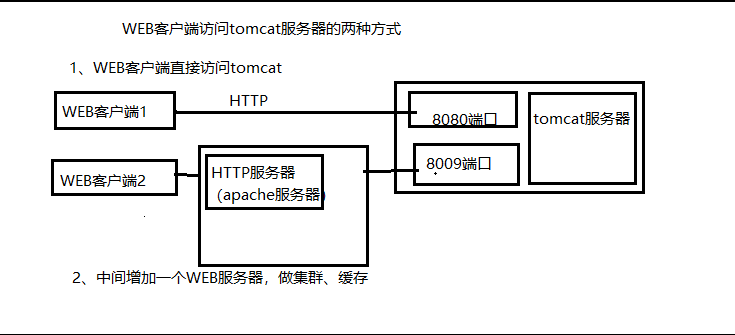 WEB客户端访问tomcat服务器的两种方式
1、WEB客户端直接访问tomcat
WEB客户端1
HTTP
8080端口
tomcat服务器
WEB客户端2
HTTP服务器
（apache服务器）
8009端口
2、中间增加一个WEB服务器，做集群、缓存